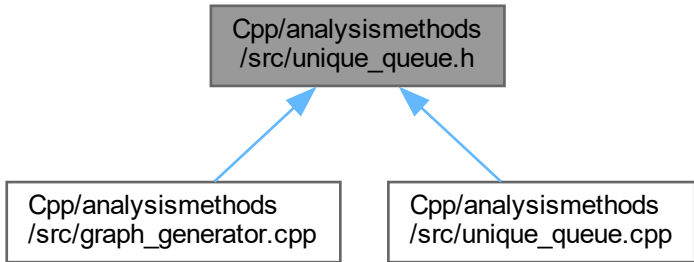 Cpp/analysismethods
/src/unique_queue.h
Cpp/analysismethods
/src/graph_generator.cpp
Cpp/analysismethods
/src/unique_queue.cpp